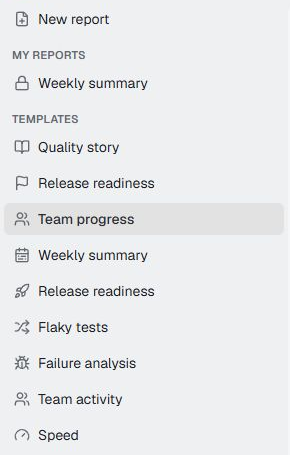 New report
MY REPORTS
Weekly summary
TEMPLATES
Quality story
Release readiness
Team progress
Weekly summary
Release readiness
Flaky tests
Failure analysis
Team activity
Speed